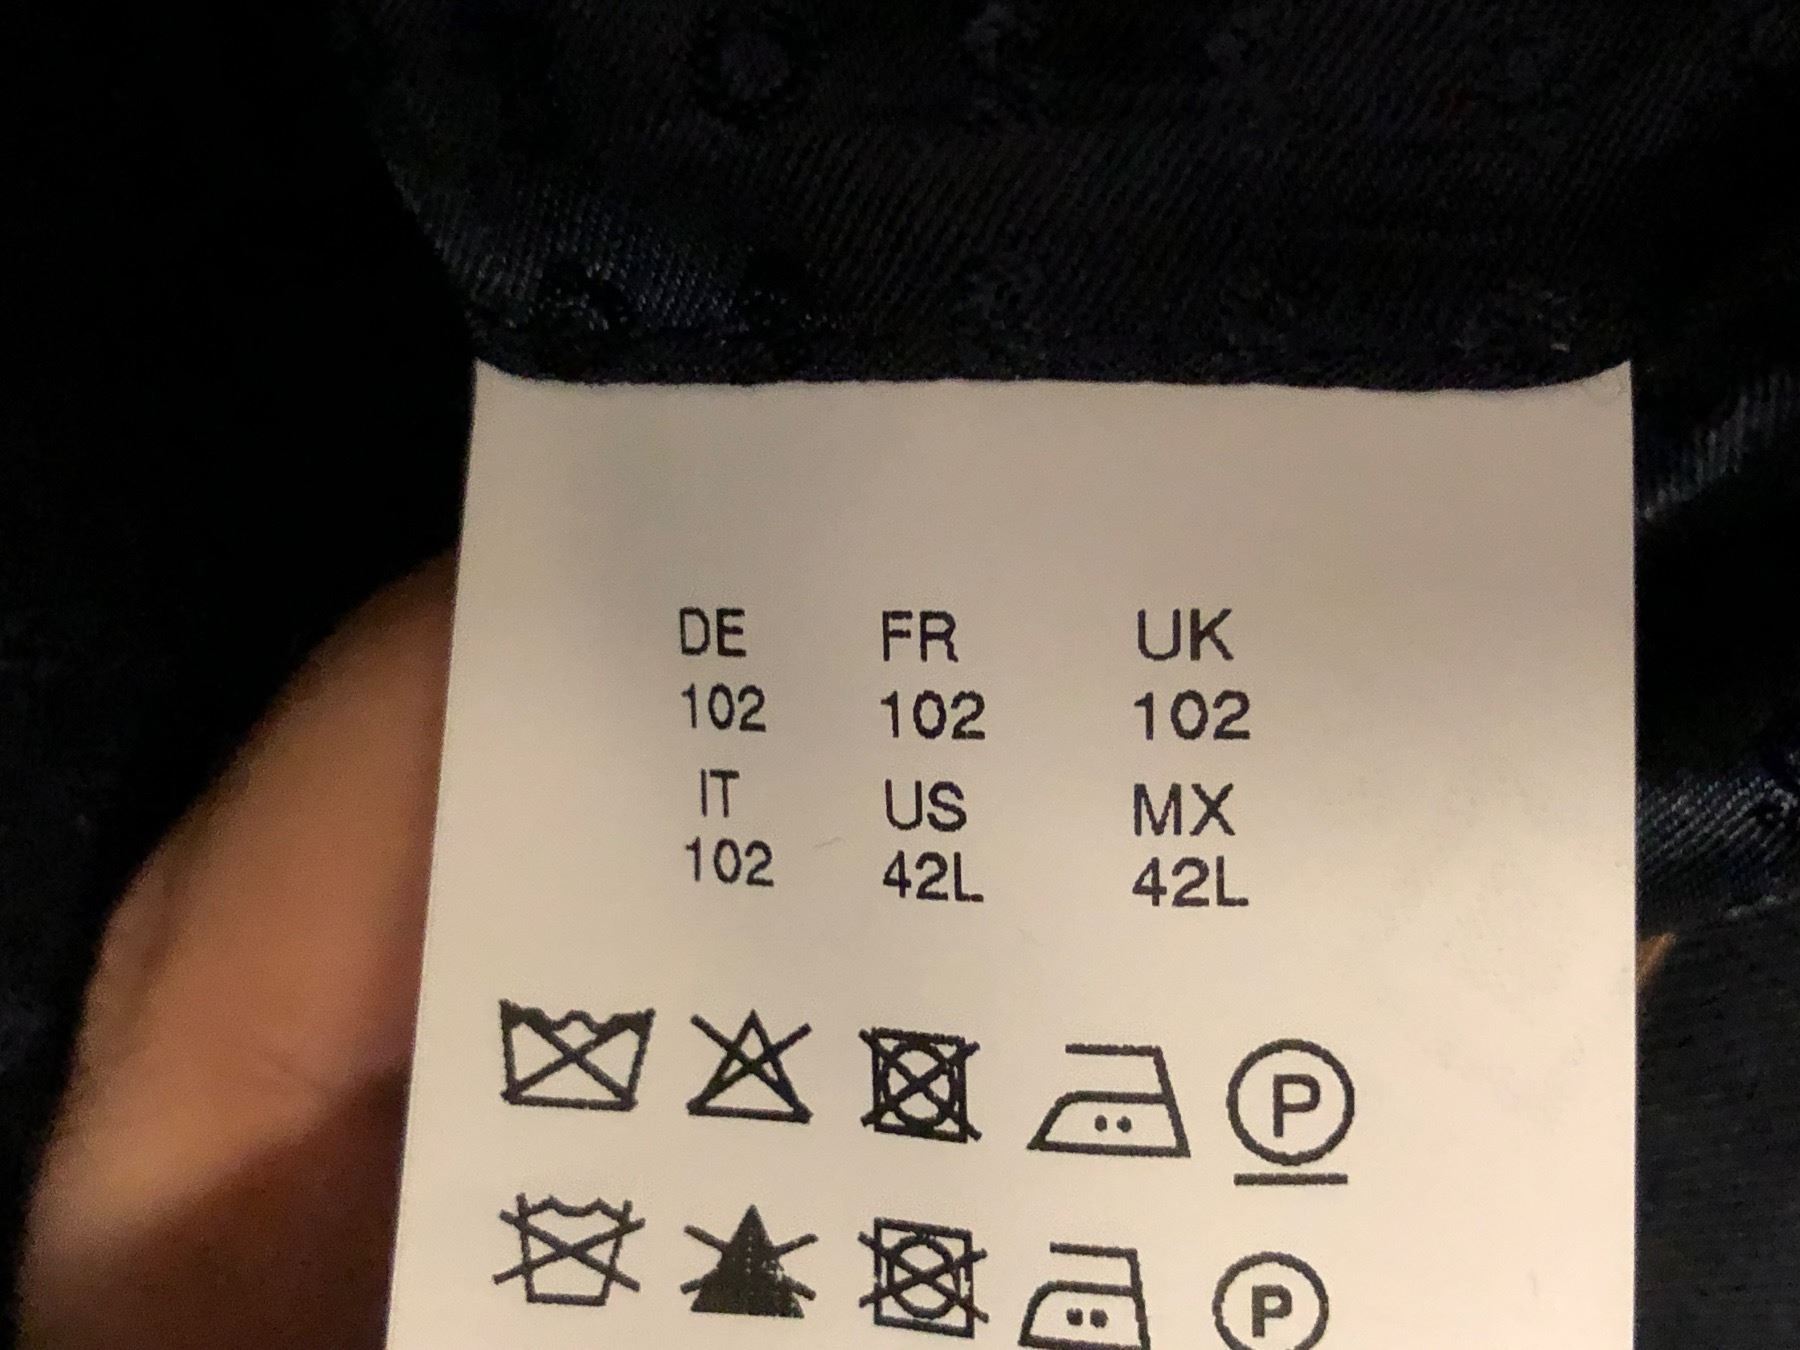 DE FR UK
102 102 102
IT US MX
102 42L 42L
P
P